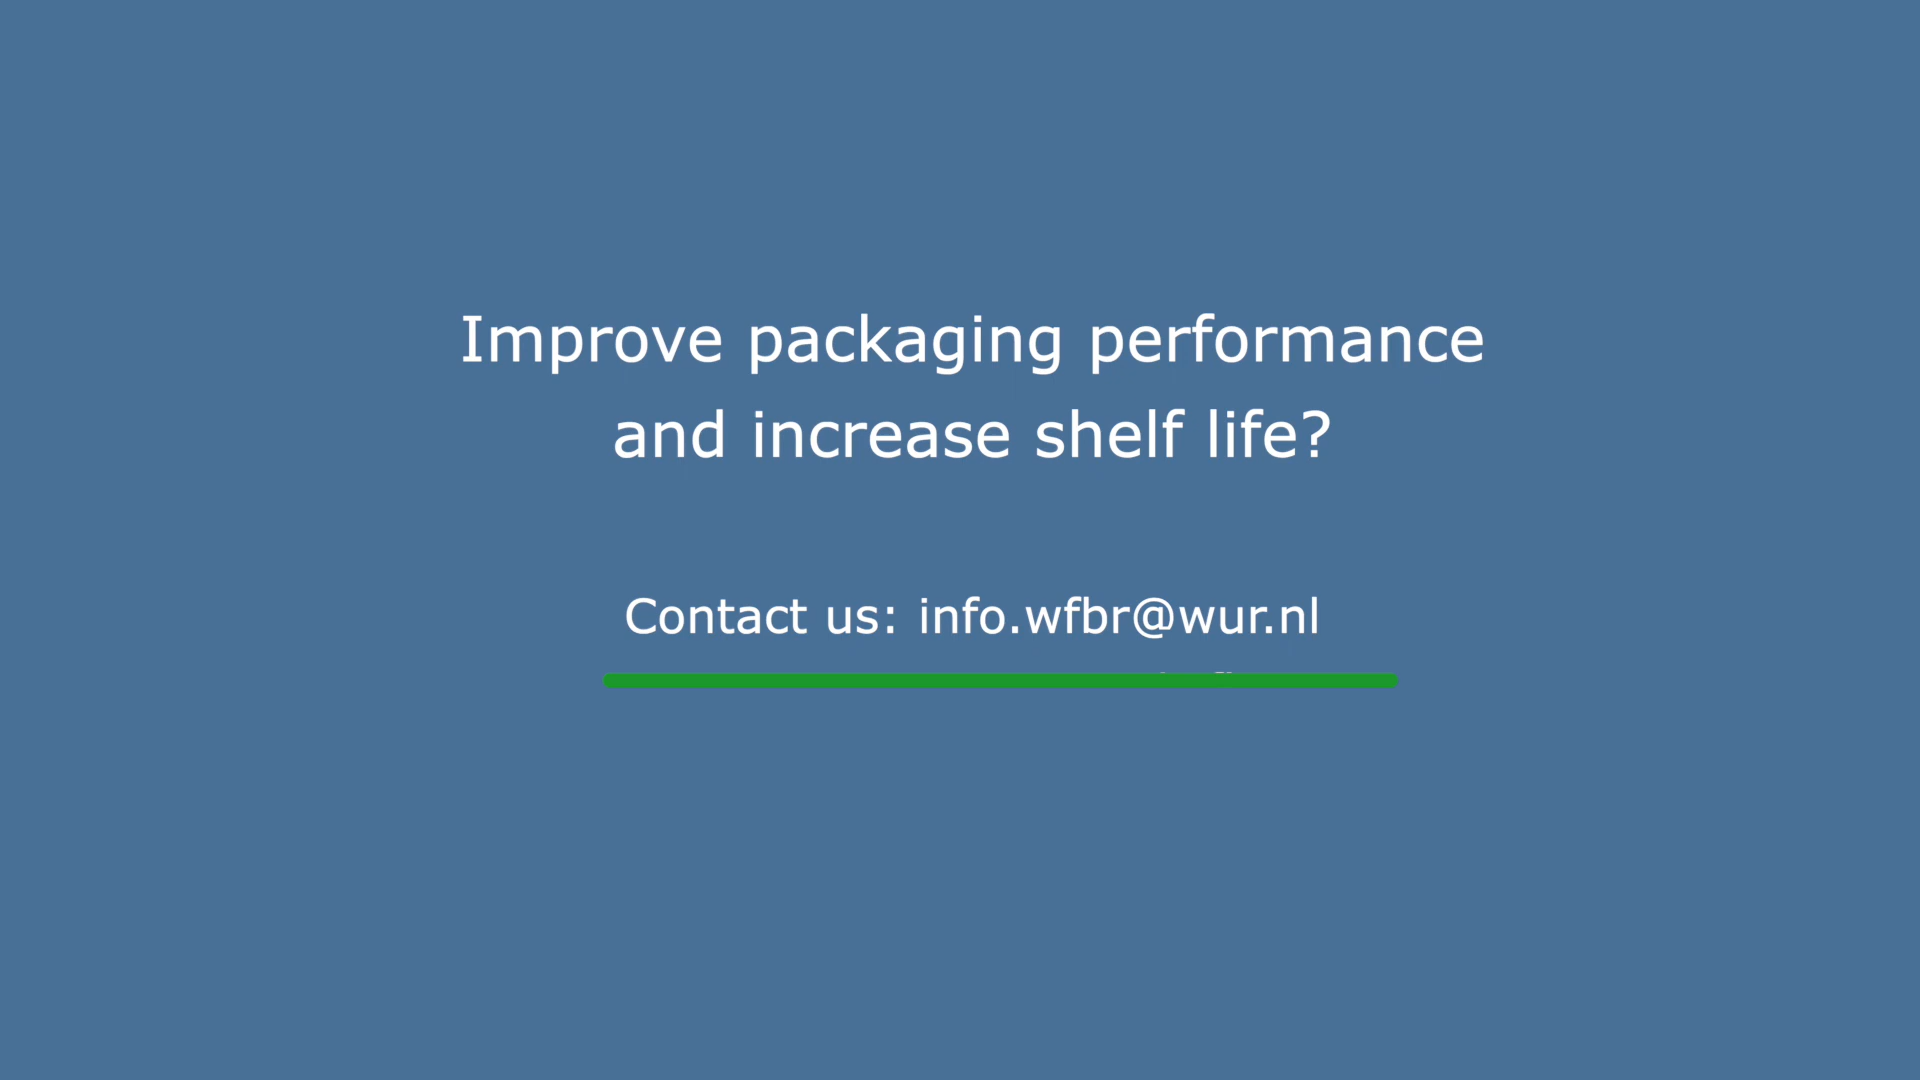 Improve packaging performance
and increase shelf life?
Contact us: info.wfbr@wur.nl